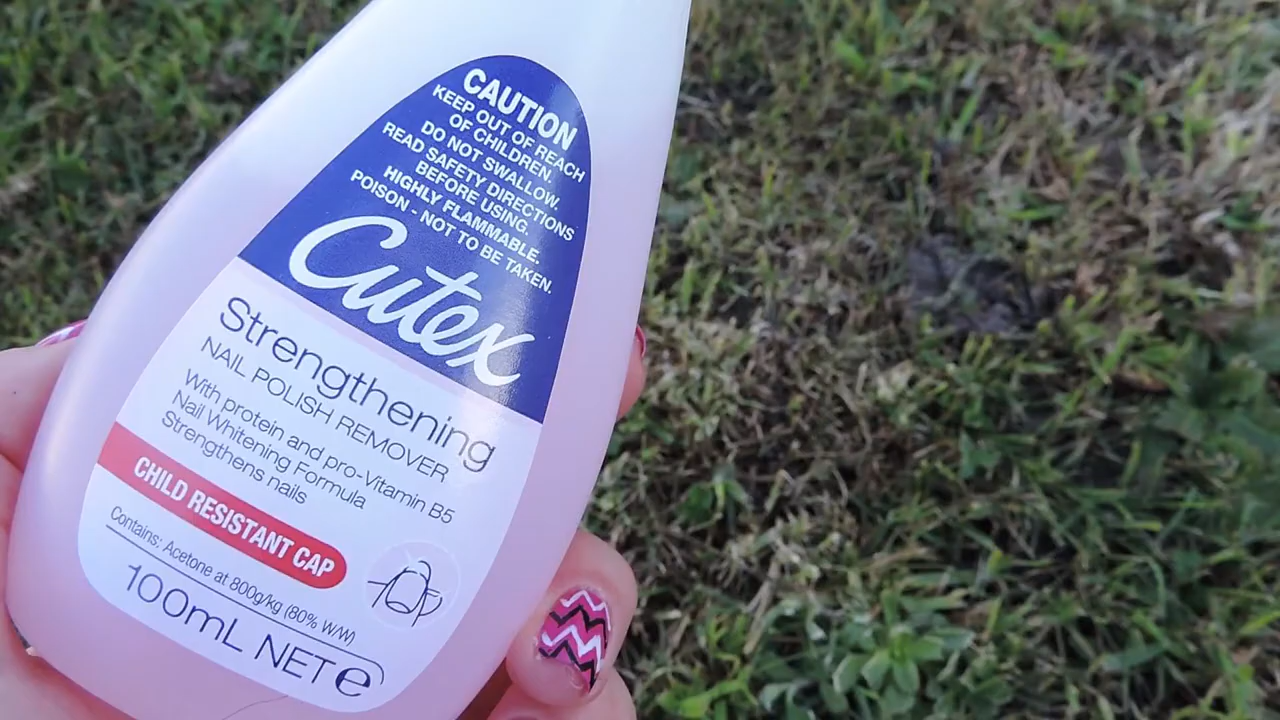 CAUTION
KEEP OUT OF REACH
OF CHILDREN.
DO NOT SWALLOW.
READ SAFETY DIRECTIONS
BEFORE USING.
HIGHLY FLAMMABLE.
POISON - NOT TO BE TAKEN.
Cutex
Strengthening
NAIL POLISH REMOVER
With protein and pro-Vitamin B5
Nail Whitening Formula
Strengthens nails
CHILD RESISTANT CAP
Contains: Acetone at 800g/kg (80% W/W)
100mL NET e